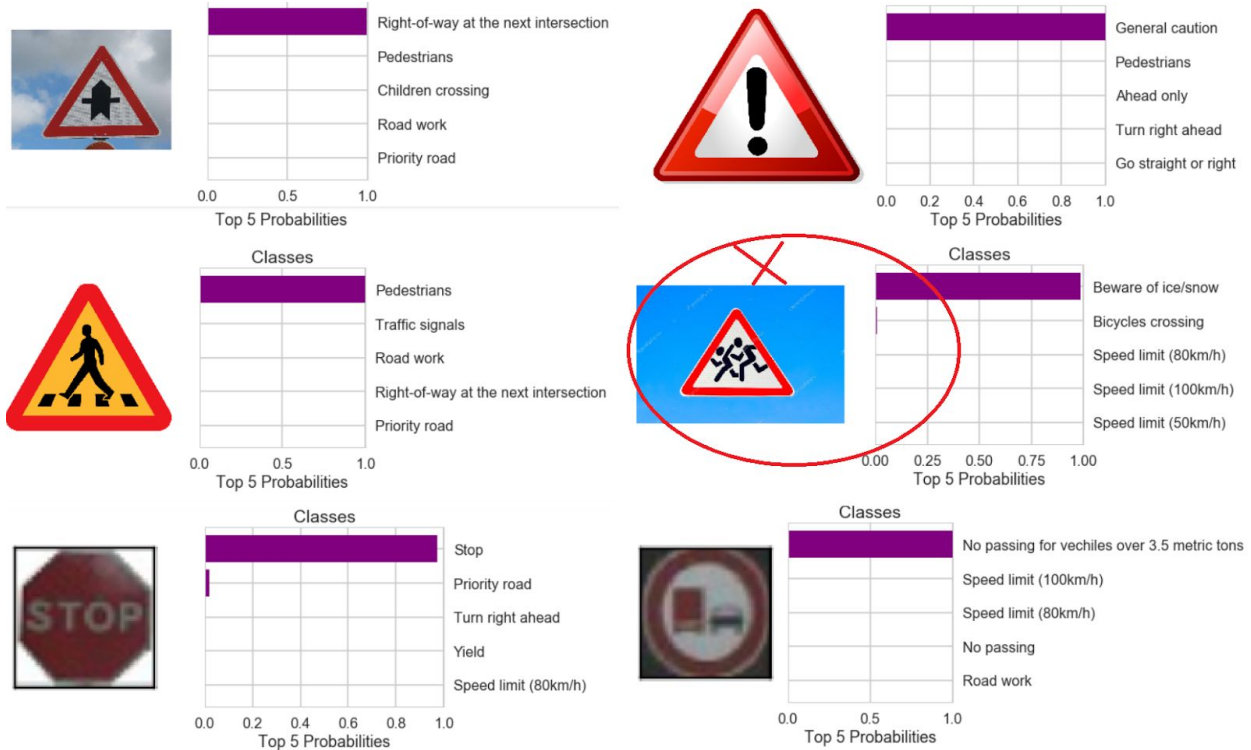 Right-of-way at the next intersection
Pedestrians
Children crossing
Road work
Priority road
0.0 0.5 1.0
Top 5 Probabilities
General caution
Pedestrians
Ahead only
Turn right ahead
Go straight or right
0.0 0.2 0.4 0.6 0.8 1.0
Top 5 Probabilities
Classes
Pedestrians
Traffic signals
Road work
Right-of-way at the next intersection
Priority road
0.0 0.5 1.0
Top 5 Probabilities
Classes
Beware of ice/snow
Bicycles crossing
Speed limit (80km/h)
Speed limit (100km/h)
Speed limit (50km/h)
0.00 0.25 0.50 0.75 1.00
Top 5 Probabilities
STOP
Classes
Stop
Priority road
Turn right ahead
Yield
Speed limit (80km/h)
0.0 0.2 0.4 0.6 0.8 1.0
Top 5 Probabilities
Classes
No passing for vechiles over 3.5 metric tons
Speed limit (100km/h)
Speed limit (80km/h)
No passing
Road work
0.0 0.5 1.0
Top 5 Probabilities